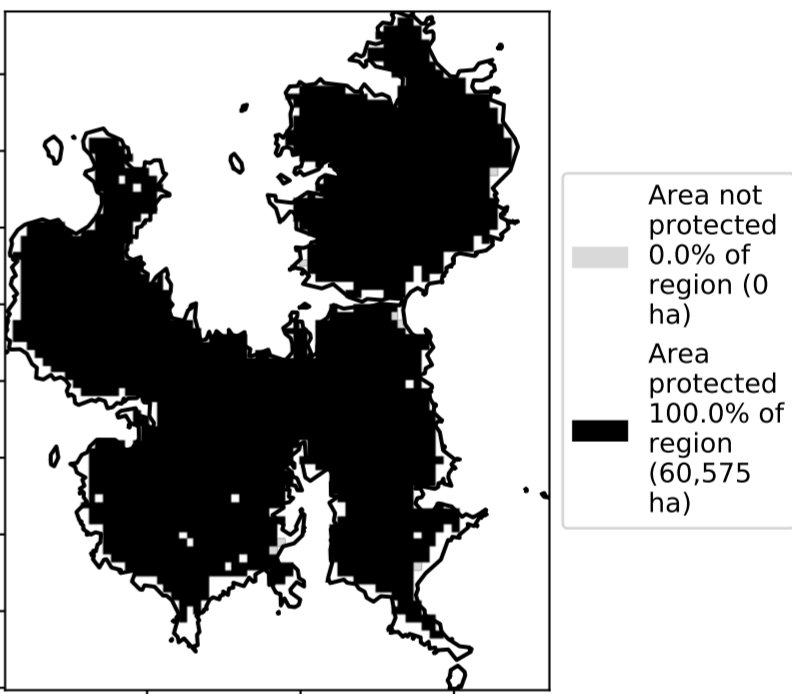 Area not
protected
0.0% of
region (0
ha)
Area
protected
100.0% of
region
(60,575
ha)